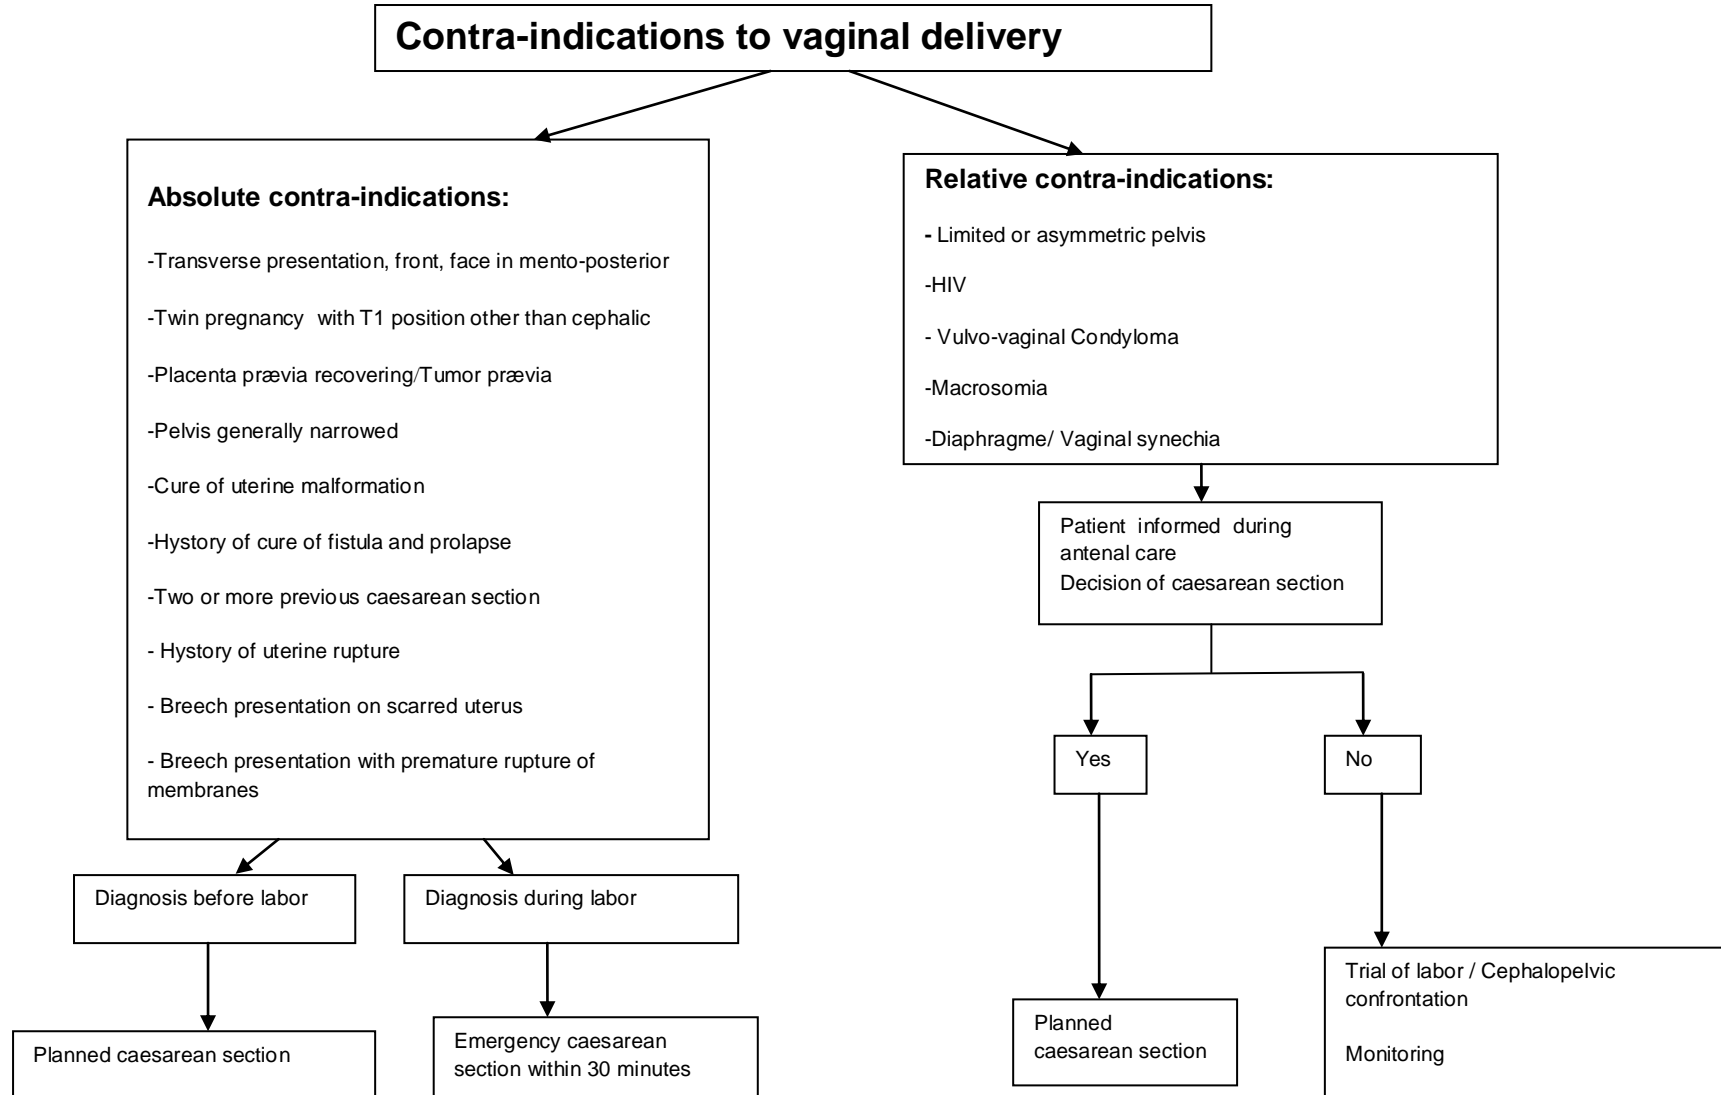 Contra-indications to vaginal delivery
Absolute contra-indications:
-Transverse presentation, front, face in mento-posterior
-Twin pregnancy  with T1 position other than cephalic
-Placenta prævia recovering/Tumor prævia
-Pelvis generally narrowed
-Cure of uterine malformation
-Hystory of cure of fistula and prolapse
-Two or more previous caesarean section
- Hystory of uterine rupture
- Breech presentation on scarred uterus
- Breech presentation with premature rupture of
membranes
Diagnosis before labor
Diagnosis during labor
Planned caesarean section
Emergency caesarean
section within 30 minutes
Relative contra-indications:
- Limited or asymmetric pelvis
-HIV
- Vulvo-vaginal Condyloma
-Macrosomia
-Diaphragme/ Vaginal synechia
Patient  informed  during
antenal care
Decision of caesarean section
Yes
No
Planned
caesarean section
Trial of labor / Cephalopelvic
confrontation
Monitoring